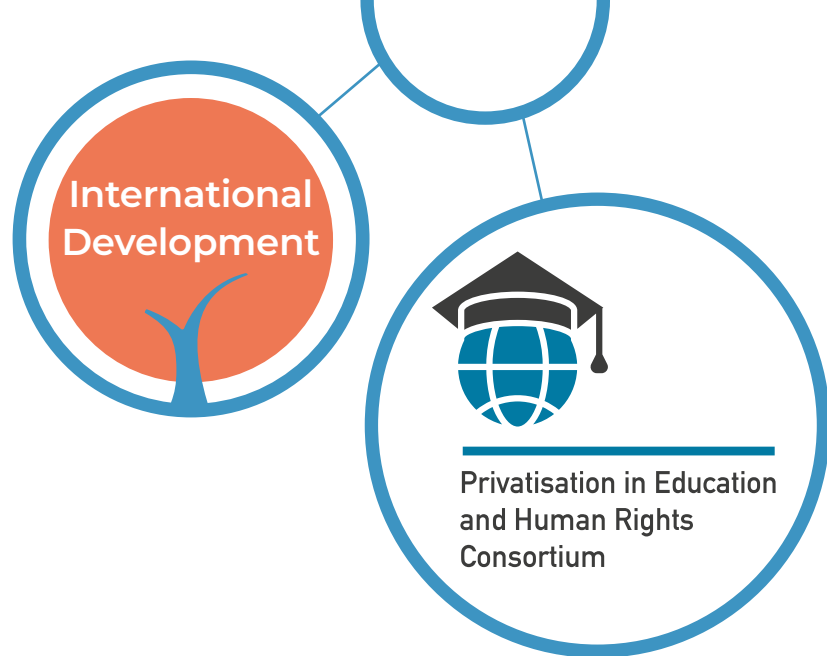 International
Development
Privatisation in Education
and Human Rights
Consortium